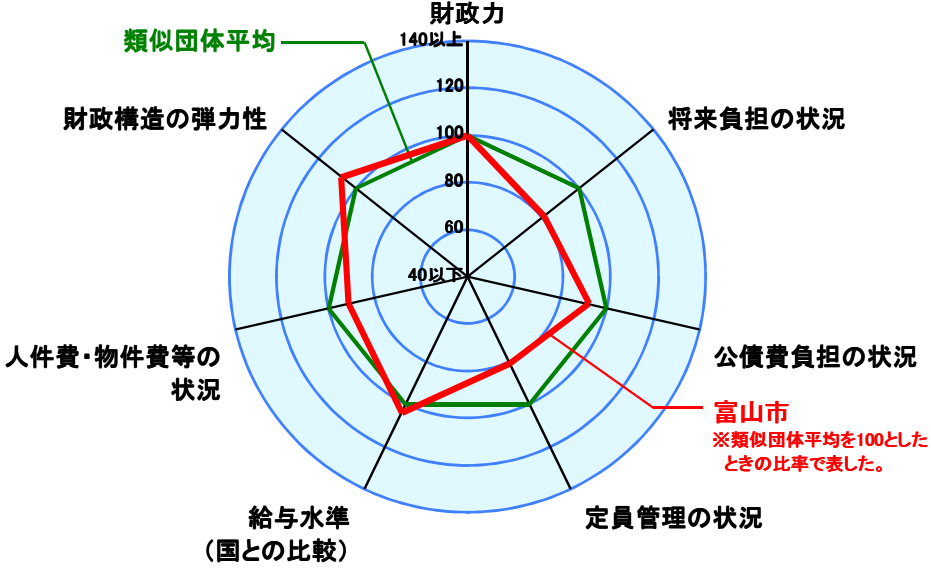 財政力
類似団体平均
140以上
120
100
80
60
40以下
財政構造の弾力性
将来負担の状況
人件費・物件費等の
状況
公債費負担の状況
富山市
※類似団体平均を100とした
ときの比率で表した。
給与水準
（国との比較）
定員管理の状況